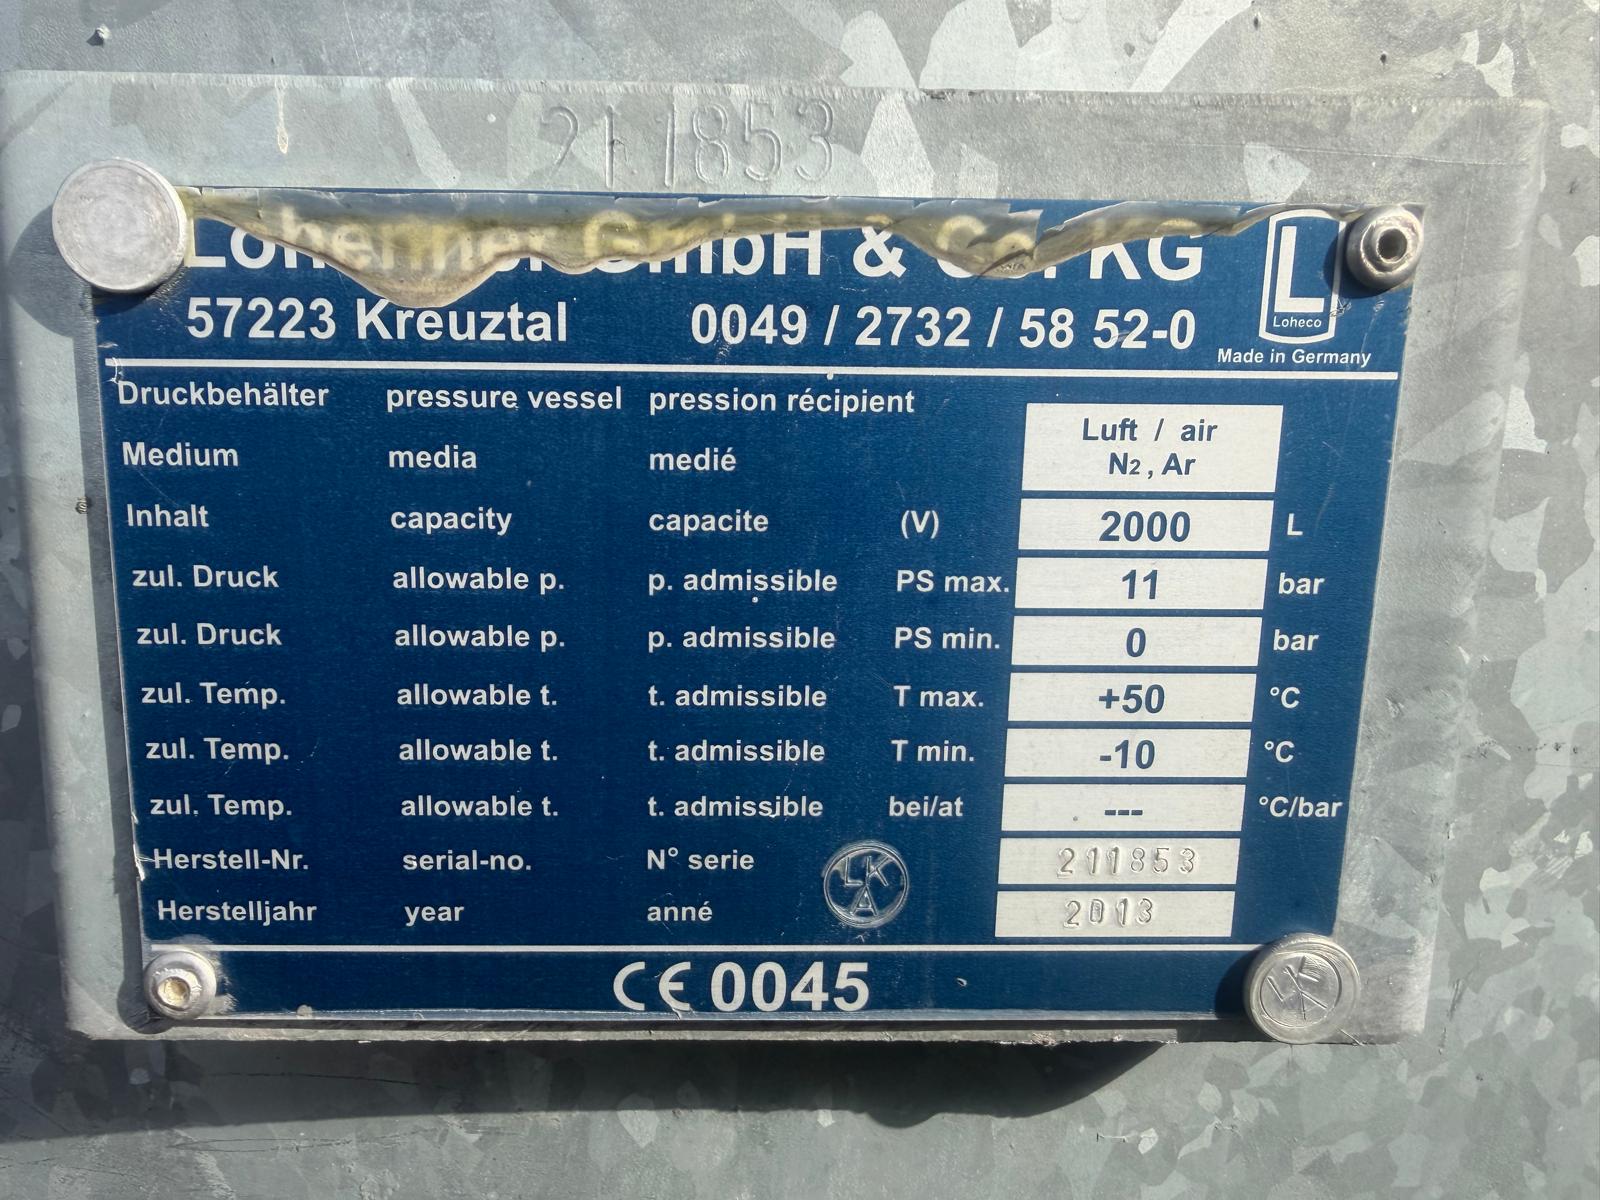 211853
GmbH & Co. KG
L
Loheco
57223 Kreuztal 0049 / 2732 / 58 52-0
Made in Germany
Druckbehälter pressure vessel pression récipient
Medium media medié Luft / air
N2 , Ar
Inhalt capacity capacite (V) 2000 L
zul. Druck allowable p. p. admissible PS max. 11 bar
zul. Druck allowable p. p. admissible PS min. 0 bar
zul. Temp. allowable t. t. admissible T max. +50 °C
zul. Temp. allowable t. t. admissible T min. -10 °C
zul. Temp. allowable t. t. admissible bei/at --- °C/bar
Herstell-Nr. serial-no. N° serie LKA 211853
Herstelljahr year anné 2013
CE 0045
LKA